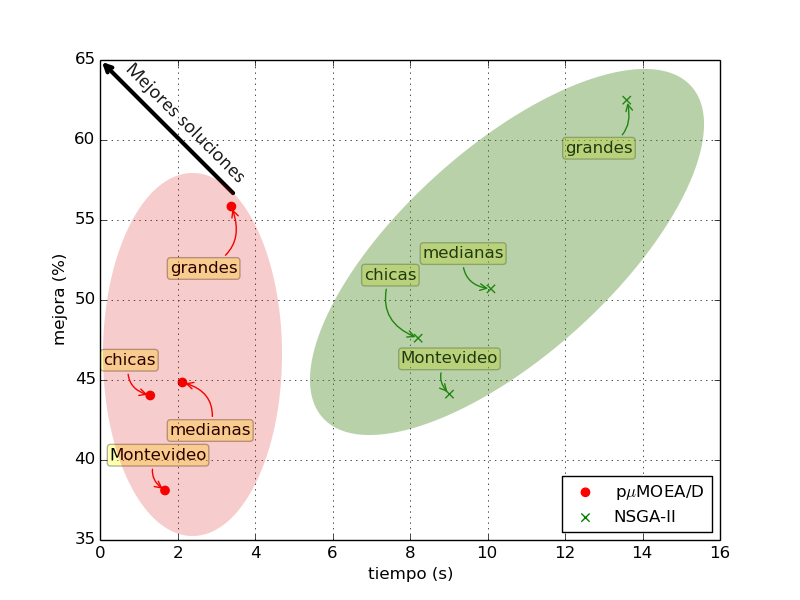 65
60
55
50
45
40
35
mejora (%)
Mejores soluciones
grandes
grandes
medianas
chicas
Montevideo
chicas
medianas
Montevideo
pμMOEA/D
NSGA-II
0 2 4 6 8 10 12 14 16
tiempo (s)